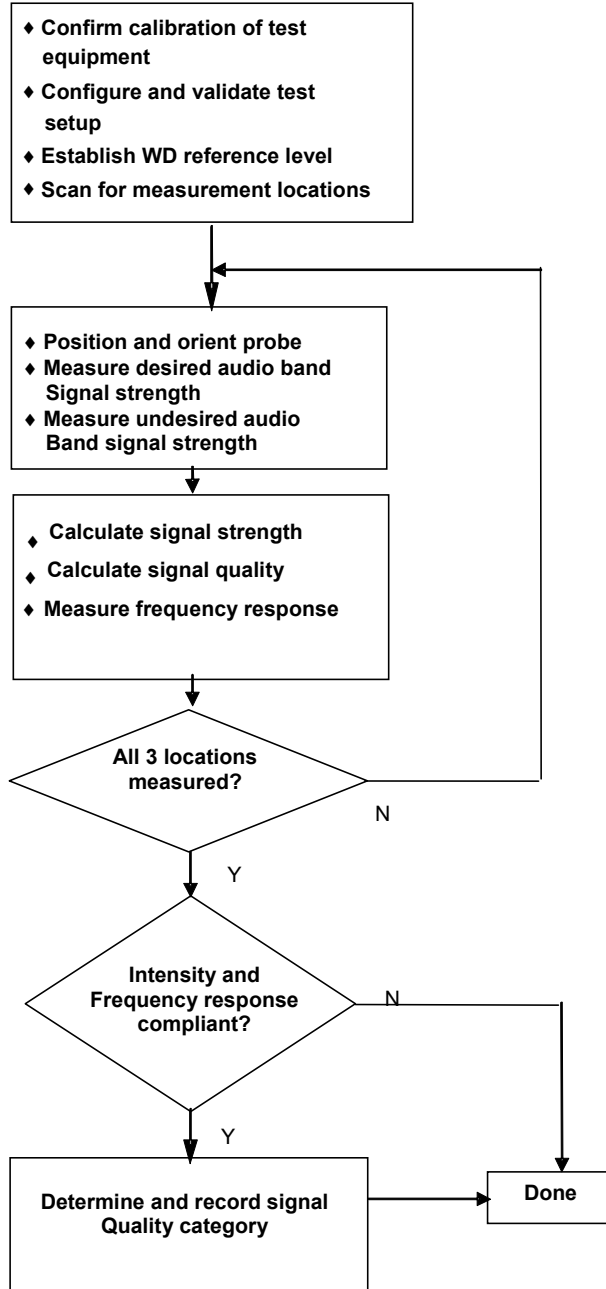 ♦ Confirm calibration of test
equipment
♦ Configure and validate test
setup
♦ Establish WD reference level
♦ Scan for measurement locations
♦ Position and orient probe
♦ Measure desired audio band
Signal strength
♦ Measure undesired audio
Band signal strength
♦ Calculate signal strength
♦ Calculate signal quality
♦ Measure frequency response
All 3 locations
measured?
N
Y
Intensity and
Frequency response
compliant?
N
Y
Determine and record signal
Quality category
Done